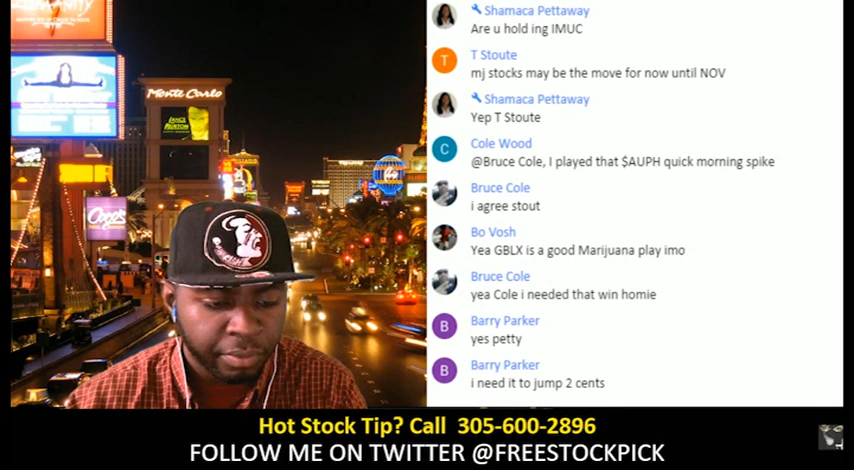 HUMANITY
Monte Carlo
LANCE
BURTON
Coco's
Shamaca Pettaway
Are u hold ing IMUC
T
T Stoute
mj stocks may be the move for now until NOV
Shamaca Pettaway
Yep T Stoute
C
Cole Wood
@Bruce Cole, I played that $AUPH quick morning spike
Bruce Cole
i agree stout
Bo Vosh
Yea GBLX is a good Marijuana play imo
Bruce Cole
yea Cole i needed that win homie
B
Barry Parker
yes petty
B
Barry Parker
i need it to jump 2 cents
Hot Stock Tip? Call 305-600-2896
FOLLOW ME ON TWITTER @FREESTOCKPICK